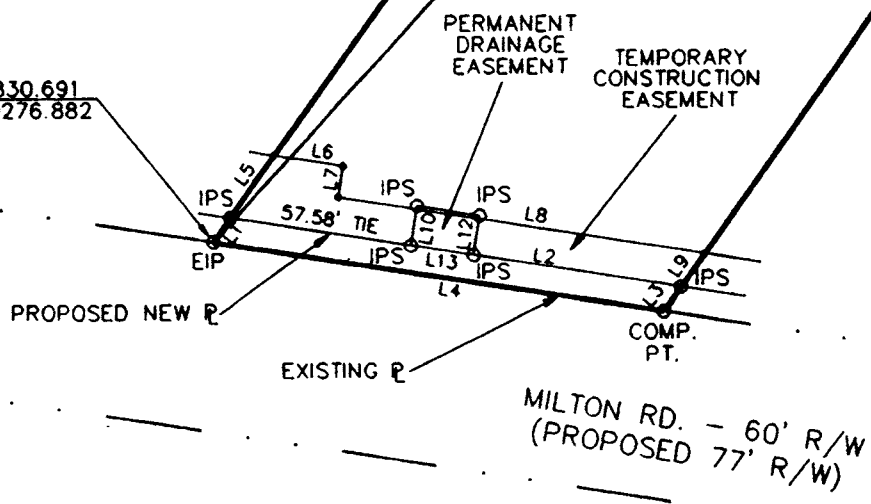 PERMANENT
DRAINAGE
EASEMENT
TEMPORARY
CONSTRUCTION
EASEMENT
830.691
276.882
L6
L5
L7
IPS
IPS
IPS
L8
L10
L12
57.58' TIE
L1
EIP
IPS
L13
IPS
L2
L9
IPS
L4
L3
PROPOSED NEW ⅊
COMP.
PT.
EXISTING ⅊
MILTON RD. - 60' R/W
(PROPOSED 77' R/W)